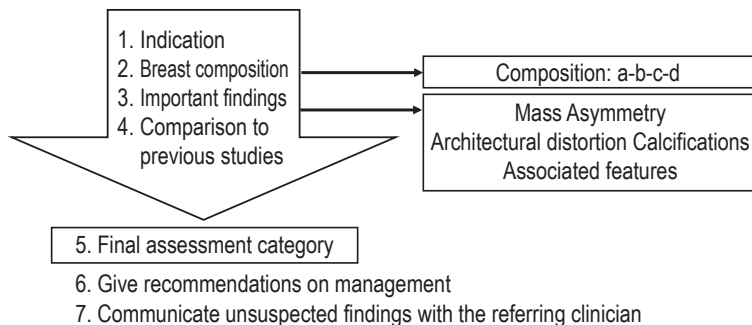 1. Indication
2. Breast composition
3. Important findings
4. Comparison to
previous studies
Composition: a-b-c-d
Mass Asymmetry
Architectural distortion Calcifications
Associated features
5. Final assessment category
6. Give recommendations on management
7. Communicate unsuspected findings with the referring clinician